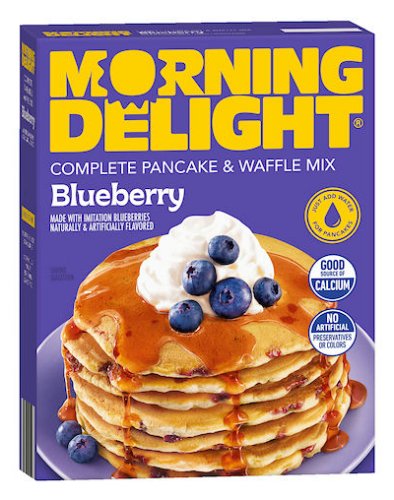 MORNING
DELIGHT®
COMPLETE PANCAKE & WAFFLE MIX
Blueberry
MADE WITH IMITATION BLUEBERRIES
NATURALLY & ARTIFICIALLY FLAVORED
JUST ADD WATER
FOR PANCAKES
GOOD
SOURCE OF
CALCIUM
NO
ARTIFICIAL
PRESERVATIVES
OR COLORS
Blueberry